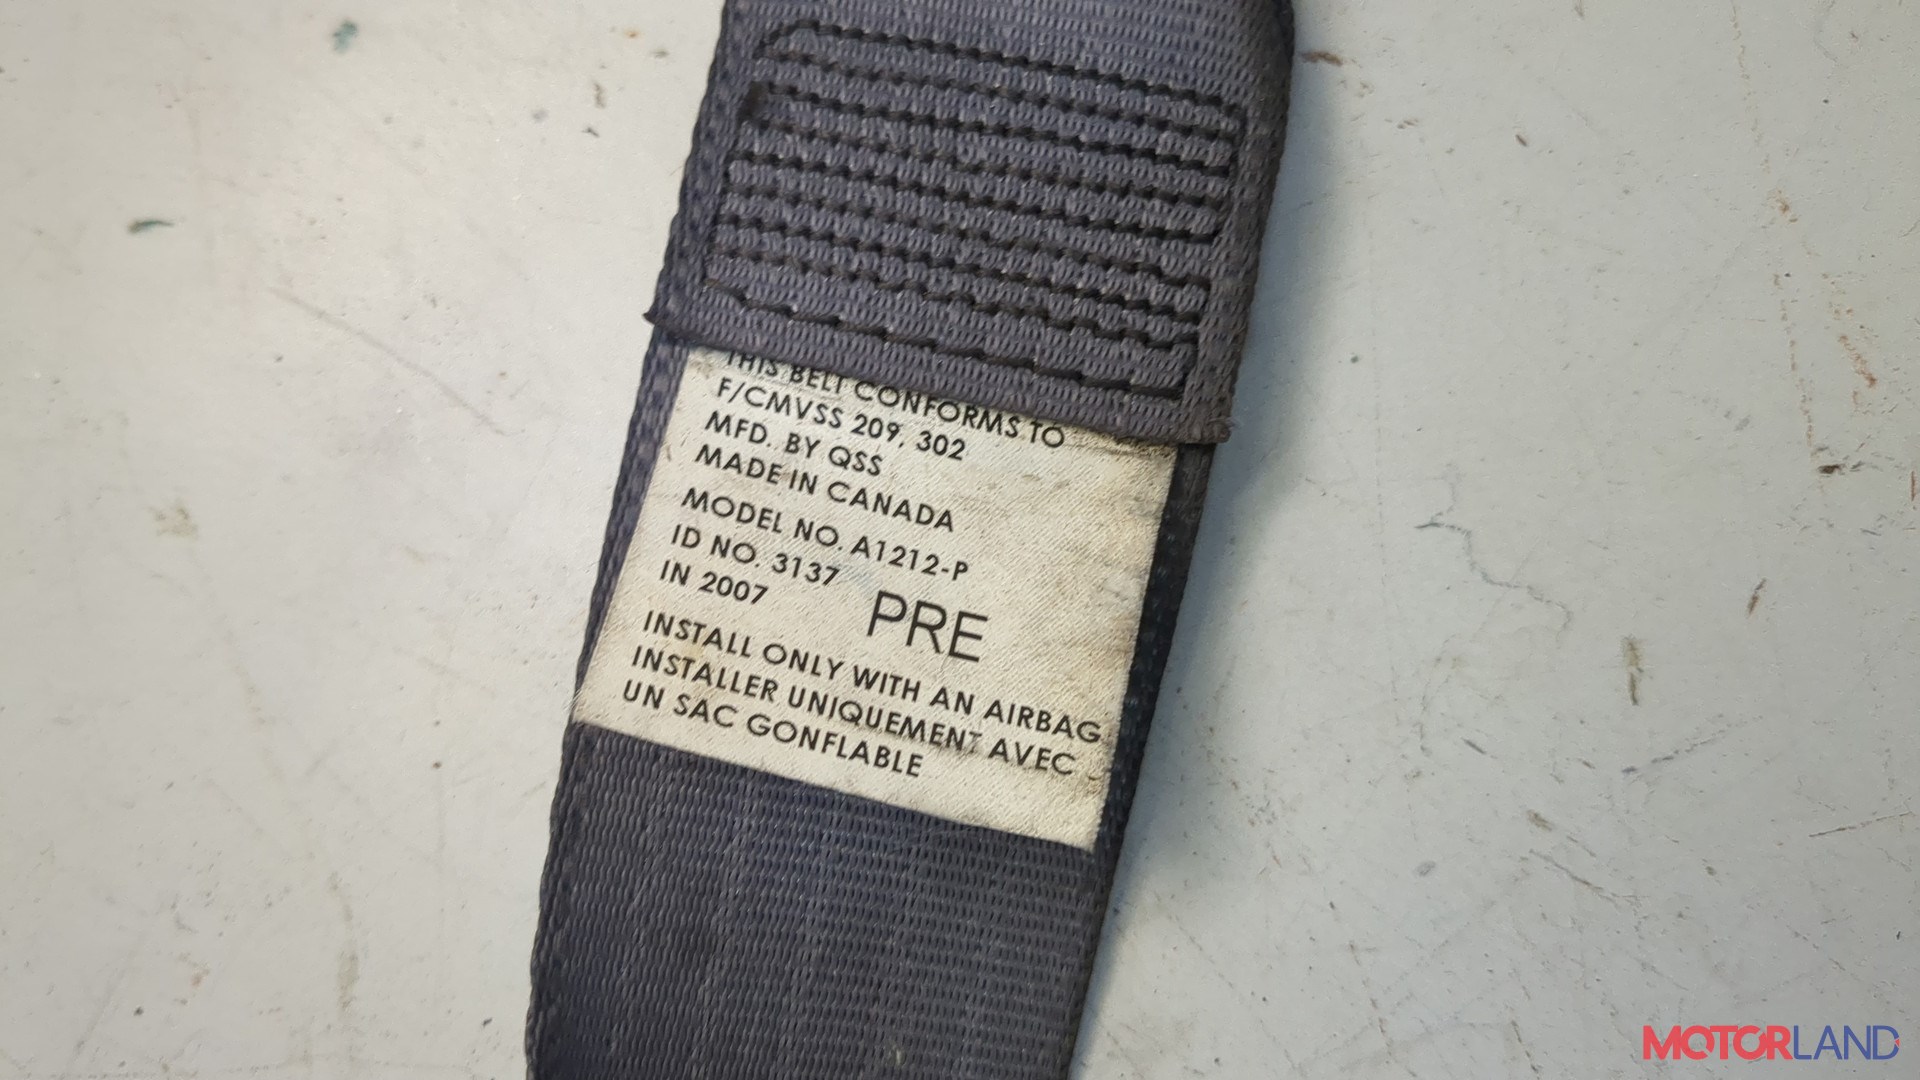 THIS BELT CONFORMS TO
F/CMVSS 209, 302
MFD. BY QSS
MADE IN CANADA
MODEL NO. A1212-P
ID NO. 3137
IN 2007
PRE
INSTALL ONLY WITH AN AIRBAG
INSTALLER UNIQUEMENT AVEC
UN SAC GONFLABLE
MOTORLAND